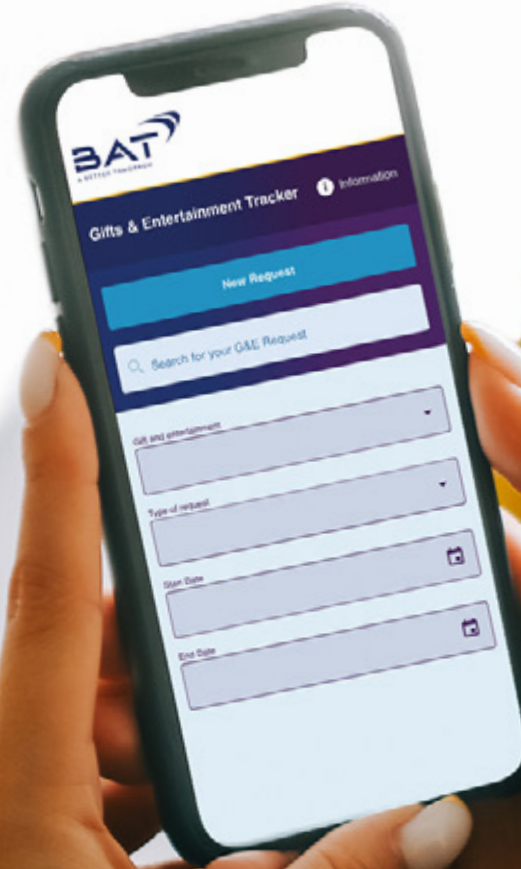 BAT
A BETTER TOMORROW
Gifts & Entertainment Tracker
i Information
New Request
Search for your G&E Request
Gift and entertainment
Type of request
Start Date
End Date